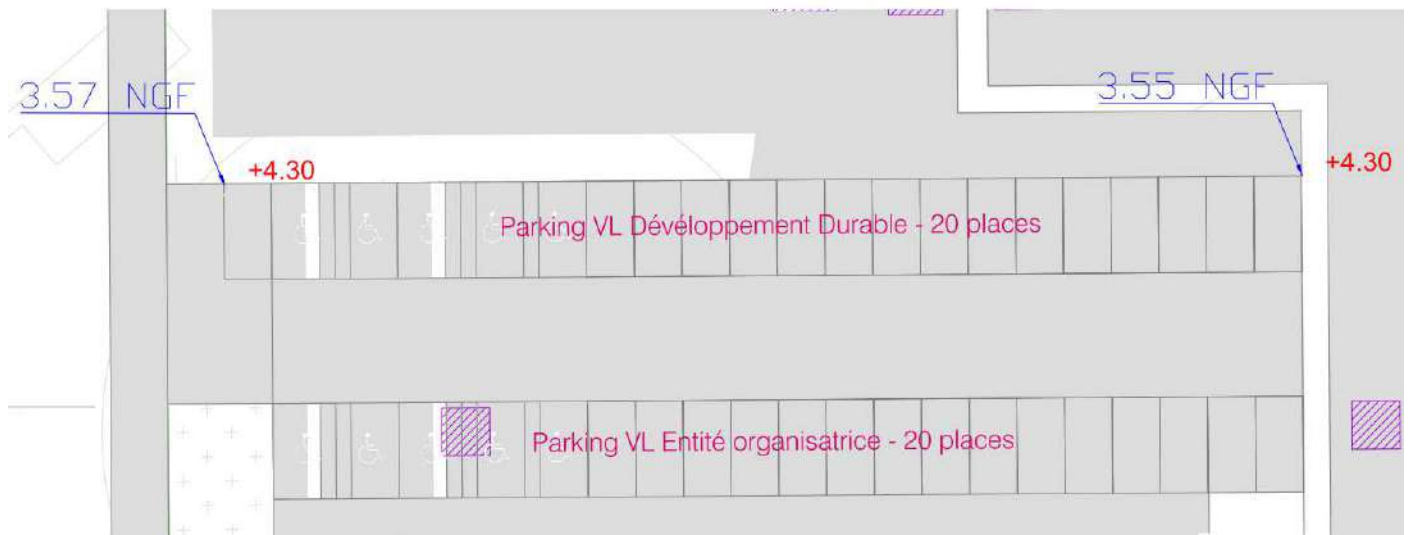 3.57 NGF
3.55 NGF
+4.30
+4.30
Parking VL Dévéloppement Durable - 20 places
Parking VL Entité organisatrice - 20 places